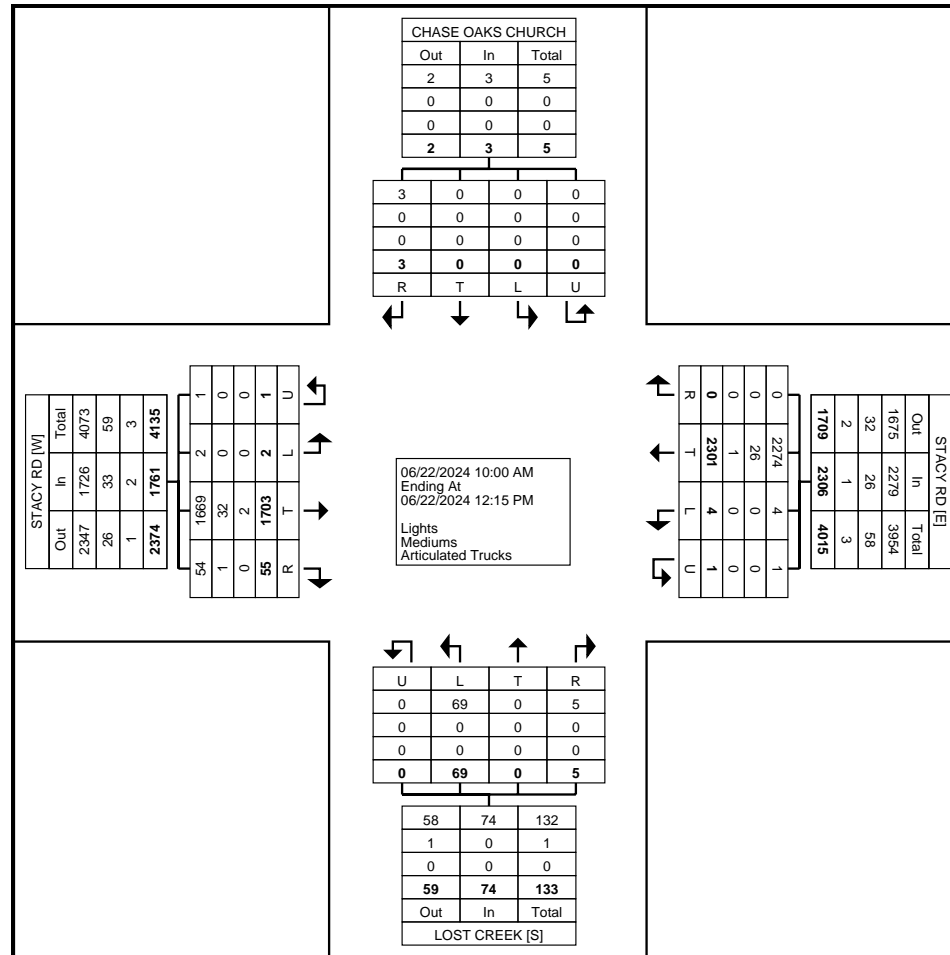 CHASE OAKS CHURCH
Out In Total
2 3 5
0 0 0
0 0 0
2 3 5
3 0 0 0
0 0 0 0
0 0 0 0
3 0 0 0
R T L U
STACY RD [W]
Total In Out
4073 1726 2347
59 33 26
3 2 1
4135 1761 2374
1 2 1669 54
0 0 32 1
0 0 2 0
1 2 1703 55
U L T R
06/22/2024 10:00 AM
Ending At
06/22/2024 12:15 PM
Lights
Mediums
Articulated Trucks
R T L U
0 2301 4 1
0 1 0 0
0 26 0 0
0 2274 4 1
STACY RD [E]
Out In Total
1675 2279 3954
32 26 58
2 1 3
1709 2306 4015
U L T R
0 69 0 5
0 0 0 0
0 0 0 0
0 69 0 5
58 74 132
1 0 1
0 0 0
59 74 133
Out In Total
LOST CREEK [S]